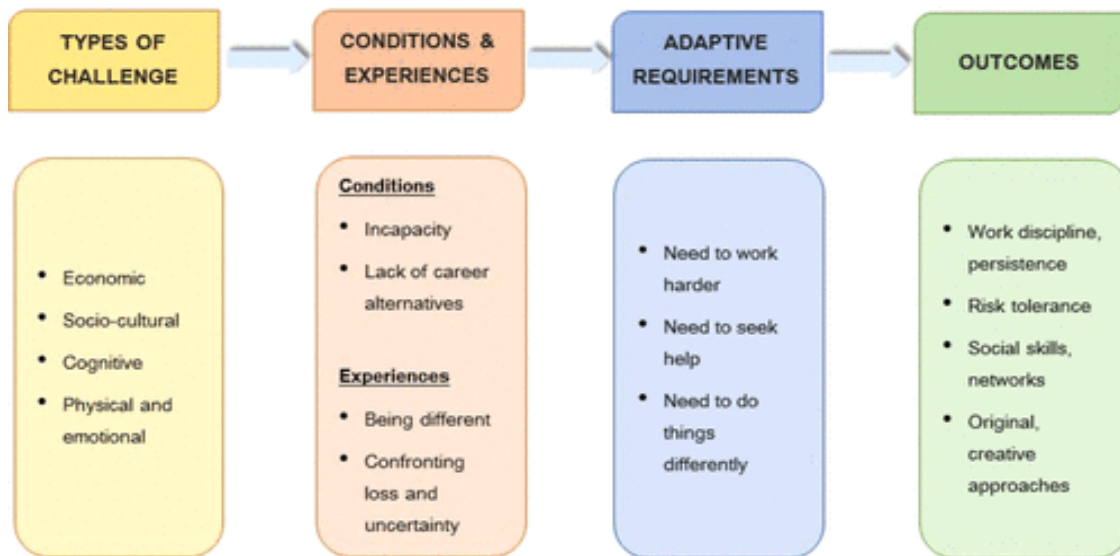 TYPES OF
CHALLENGE
CONDITIONS &
EXPERIENCES
ADAPTIVE
REQUIREMENTS
OUTCOMES
• Economic
• Socio-cultural
• Cognitive
• Physical and
emotional
Conditions
• Incapacity
• Lack of career
alternatives
Experiences
• Being different
• Confronting
loss and
uncertainty
• Need to work
harder
• Need to seek
help
• Need to do
things
differently
• Work discipline,
persistence
• Risk tolerance
• Social skills,
networks
• Original,
creative
approaches